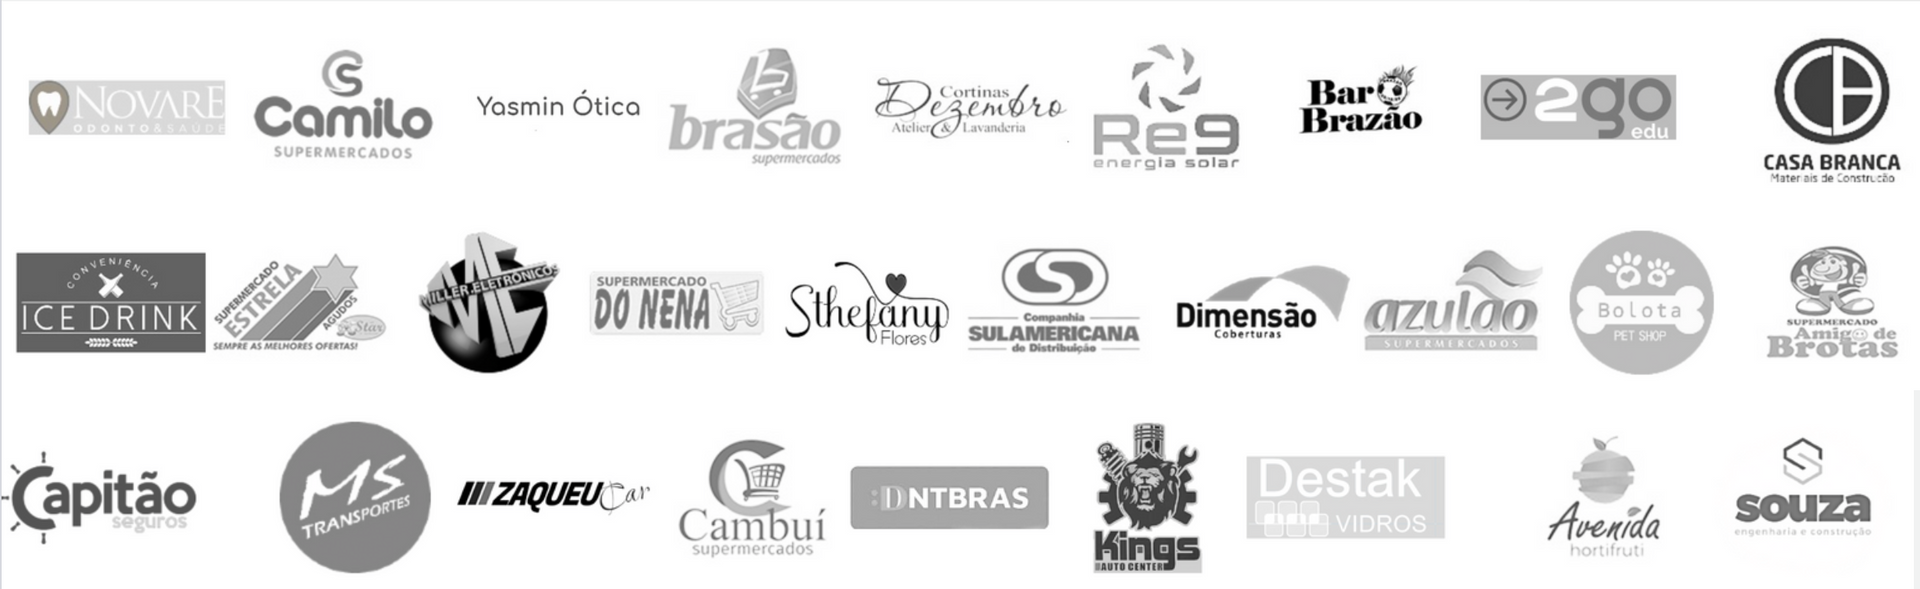 NOVARE
ODONTO&SAÚDE
Camilo
SUPERMERCADOS
Yasmin Ótica
brasão
supermercados
Cortinas
Dezembro
Atelier & Lavanderia
Re9
energia solar
Bar
Brazão
2go
edu
CASA BRANCA
Materiais de Construção
CONVENIÊNCIA
ICE DRINK
SUPERMERCADO
ESTRELA
AGUDOS
Star
SEMPRE AS MELHORES OFERTAS!
ME
MILLER.ELETRÔNICOS
SUPERMERCADO
DO NENA
Sthefany
Flores
Companhia
SULAMERICANA
de Distribuição
Dimensão
Coberturas
azulão
SUPERMERCADOS
Bolota
PET SHOP
SUPERMERCADO
Amigo de
Brotas
Capitão
seguros
MS
TRANSPORTES
ZAQUEU Car
Cambuí
supermercados
:DNTBRAS
Kings
AUTO CENTER
Destak
VIDROS
Avenida
hortifruti
souza
engenharia e construção